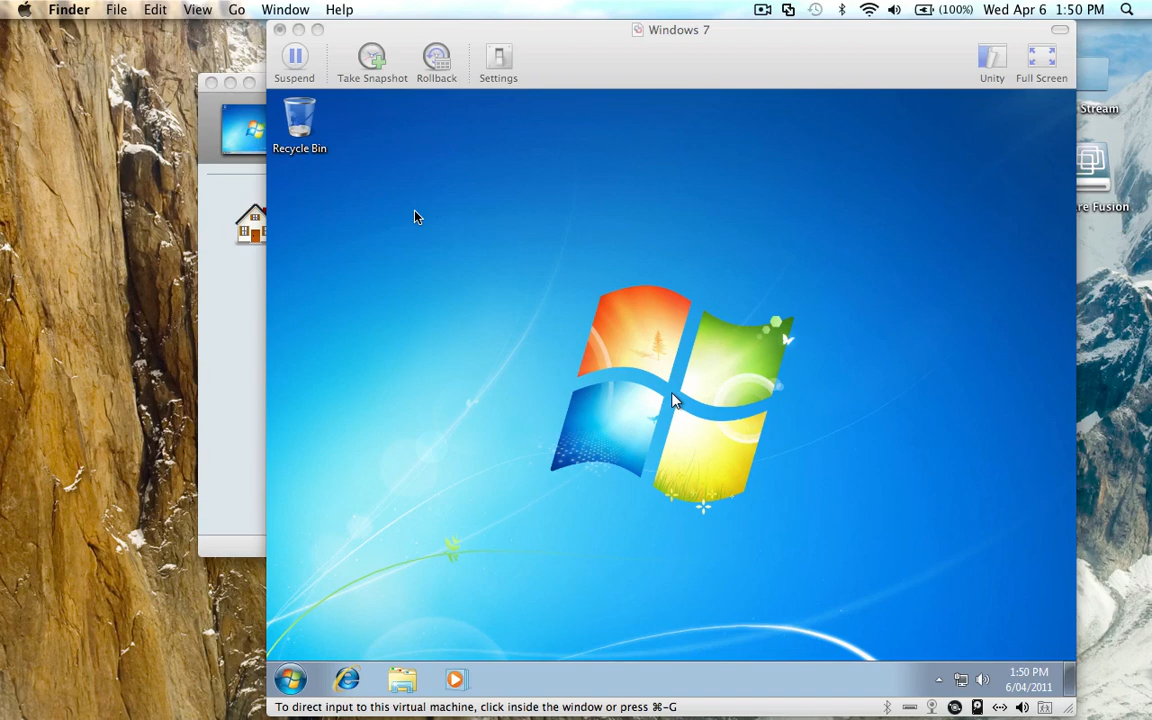 Finder File Edit View Go Window Help (100%) Wed Apr 6 1:50 PM
Windows 7
Suspend Take Snapshot Rollback Settings Unity Full Screen
Stream
Recycle Bin
re Fusion
1:50 PM
6/04/2011
To direct input to this virtual machine, click inside the window or press ⌘-G